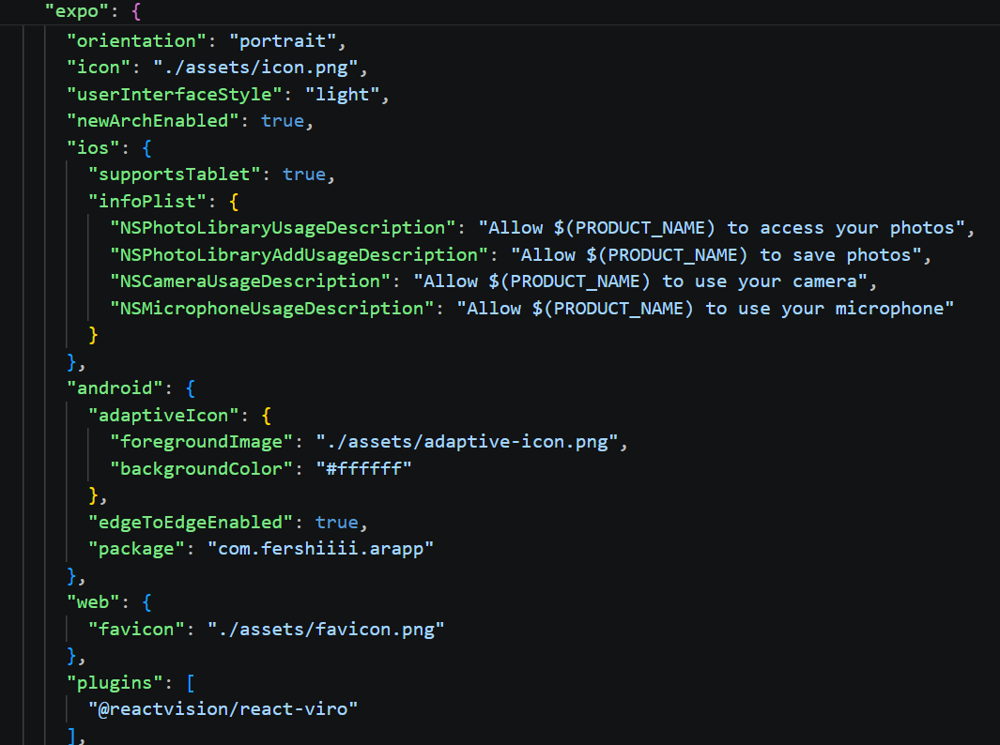 "expo": {
"orientation": "portrait",
"icon": "./assets/icon.png",
"userInterfaceStyle": "light",
"newArchEnabled": true,
"ios": {
"supportsTablet": true,
"infoPlist": {
"NSPhotoLibraryUsageDescription": "Allow $(PRODUCT_NAME) to access your photos",
"NSPhotoLibraryAddUsageDescription": "Allow $(PRODUCT_NAME) to save photos",
"NSCameraUsageDescription": "Allow $(PRODUCT_NAME) to use your camera",
"NSMicrophoneUsageDescription": "Allow $(PRODUCT_NAME) to use your microphone"
}
},
"android": {
"adaptiveIcon": {
"foregroundImage": "./assets/adaptive-icon.png",
"backgroundColor": "#ffffff"
},
"edgeToEdgeEnabled": true,
"package": "com.fershiiii.arapp"
},
"web": {
"favicon": "./assets/favicon.png"
},
"plugins": [
"@reactvision/react-viro"
],